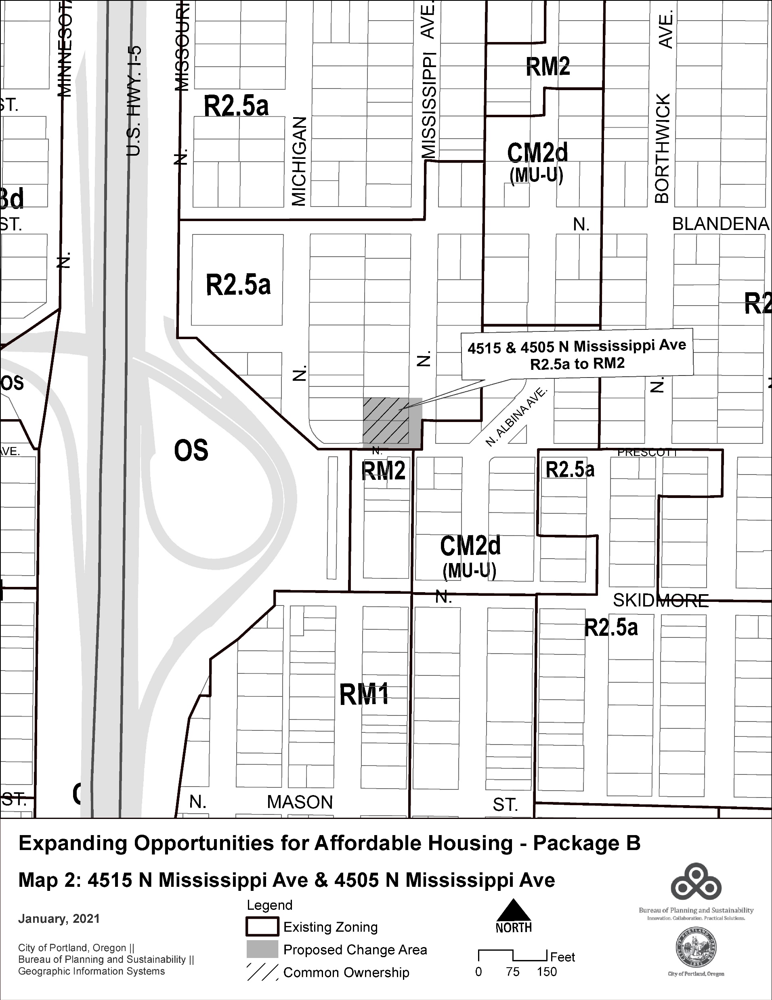 MISSOURI
AVE.
AVE.
U.S. HWY. I-5
RM2
MISSISSIPPI
ST.
R2.5a
BORTHWICK
MICHIGAN
N.
CM2d
(MU-U)
ST.
N.
BLANDENA
N.
R2.5a
4515 & 4505 N Mississippi Ave
R2.5a to RM2
N.
N.
N.
OS
N. ALBINA AVE.
OS
N.
PRESCOTT
RM2
R2.5a
CM2d
(MU-U)
N.
SKIDMORE
R2.5a
RM1
ST.
N.
MASON
ST.
Expanding Opportunities for Affordable Housing - Package B
Map 2: 4515 N Mississippi Ave & 4505 N Mississippi Ave
January, 2021
City of Portland, Oregon ||
Bureau of Planning and Sustainability ||
Geographic Information Systems
Legend
Existing Zoning
Proposed Change Area
Common Ownership
NORTH
Feet
0 75 150
Bureau of Planning and Sustainability
Innovation. Collaboration. Practical Solutions.
CITY OF PORTLAND, OREGON
1851
City of Portland, Oregon